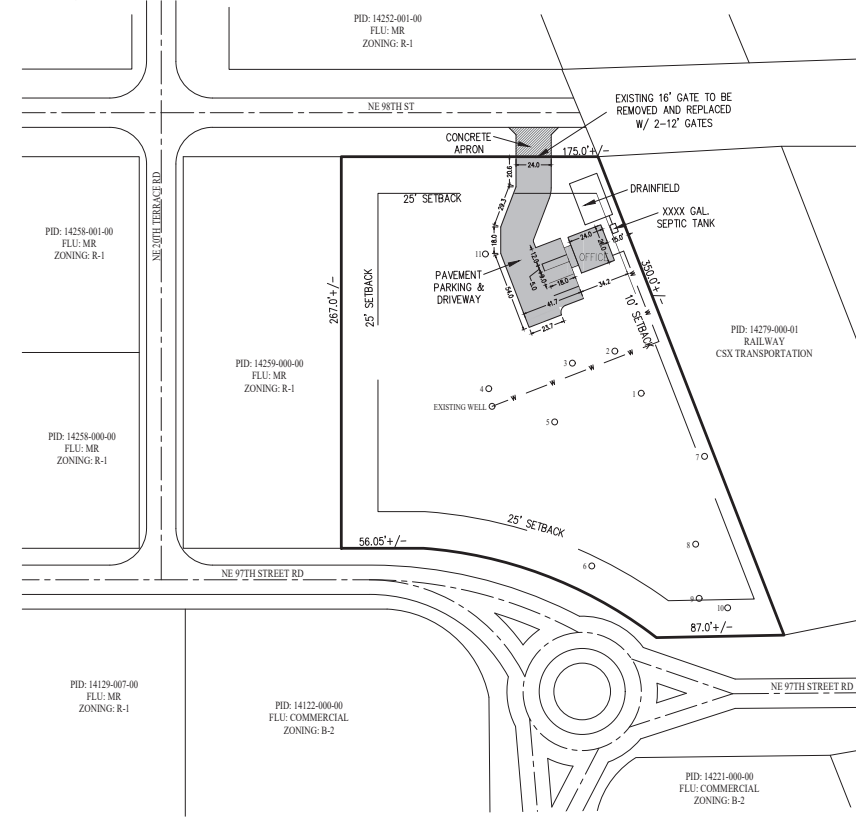 PID: 14252-001-00
FLU: MR
ZONING: R-1
NE 98TH ST
EXISTING 16' GATE TO BE
REMOVED AND REPLACED
W/ 2-12' GATES
CONCRETE
APRON
175.0'+/-
24.0
20.6
DRAINFIELD
25' SETBACK
29.3
XXXX GAL.
SEPTIC TANK
NE 20TH TERRACE RD
PID: 14258-001-00
FLU: MR
ZONING: R-1
18.0
24.0
OFFICE
11
12.0
PAVEMENT
PARKING &
DRIVEWAY
5.0
18.0
34.2
350.0'+/-
267.0'+/-
25' SETBACK
54.0
41.7
23.7
10' SETBACK
W
PID: 14279-000-01
RAILWAY
CSX TRANSPORTATION
PID: 14259-000-00
FLU: MR
ZONING: R-1
2
3
W
W
W
W
4
1
EXISTING WELL
5
PID: 14258-000-00
FLU: MR
ZONING: R-1
7
25' SETBACK
56.05'+/-
8
6
NE 97TH STREET RD
9
10
87.0'+/-
PID: 14129-007-00
FLU: MR
ZONING: R-1
PID: 14122-000-00
FLU: COMMERCIAL
ZONING: B-2
NE 97TH STREET RD
PID: 14221-000-00
FLU: COMMERCIAL
ZONING: B-2